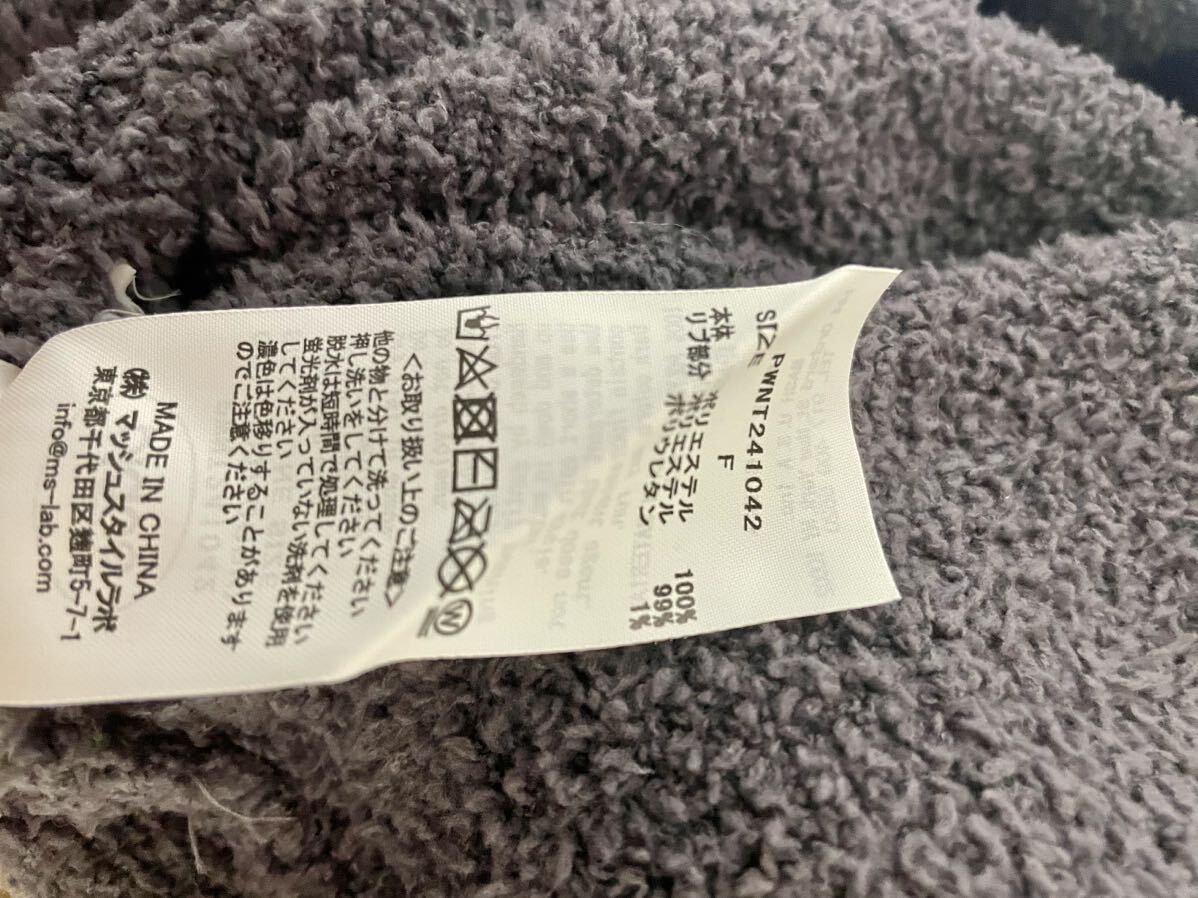 PWNT241042
SIZE F
本体 ポリエステル 100%
リブ部分 ポリエステル 99%
ポリウレタン 1%
W
<お取り扱い上のご注意>
他の物と分けて洗ってください
押し洗いをしてください
脱水は短時間で処理してください
蛍光剤が入っていない洗剤を使用
してください
濃色は色移りすることがあります
のでご注意ください
MADE IN CHINA
㈱ マッシュスタイルラボ
東京都千代田区麹町5-7-1
info@ms-lab.com